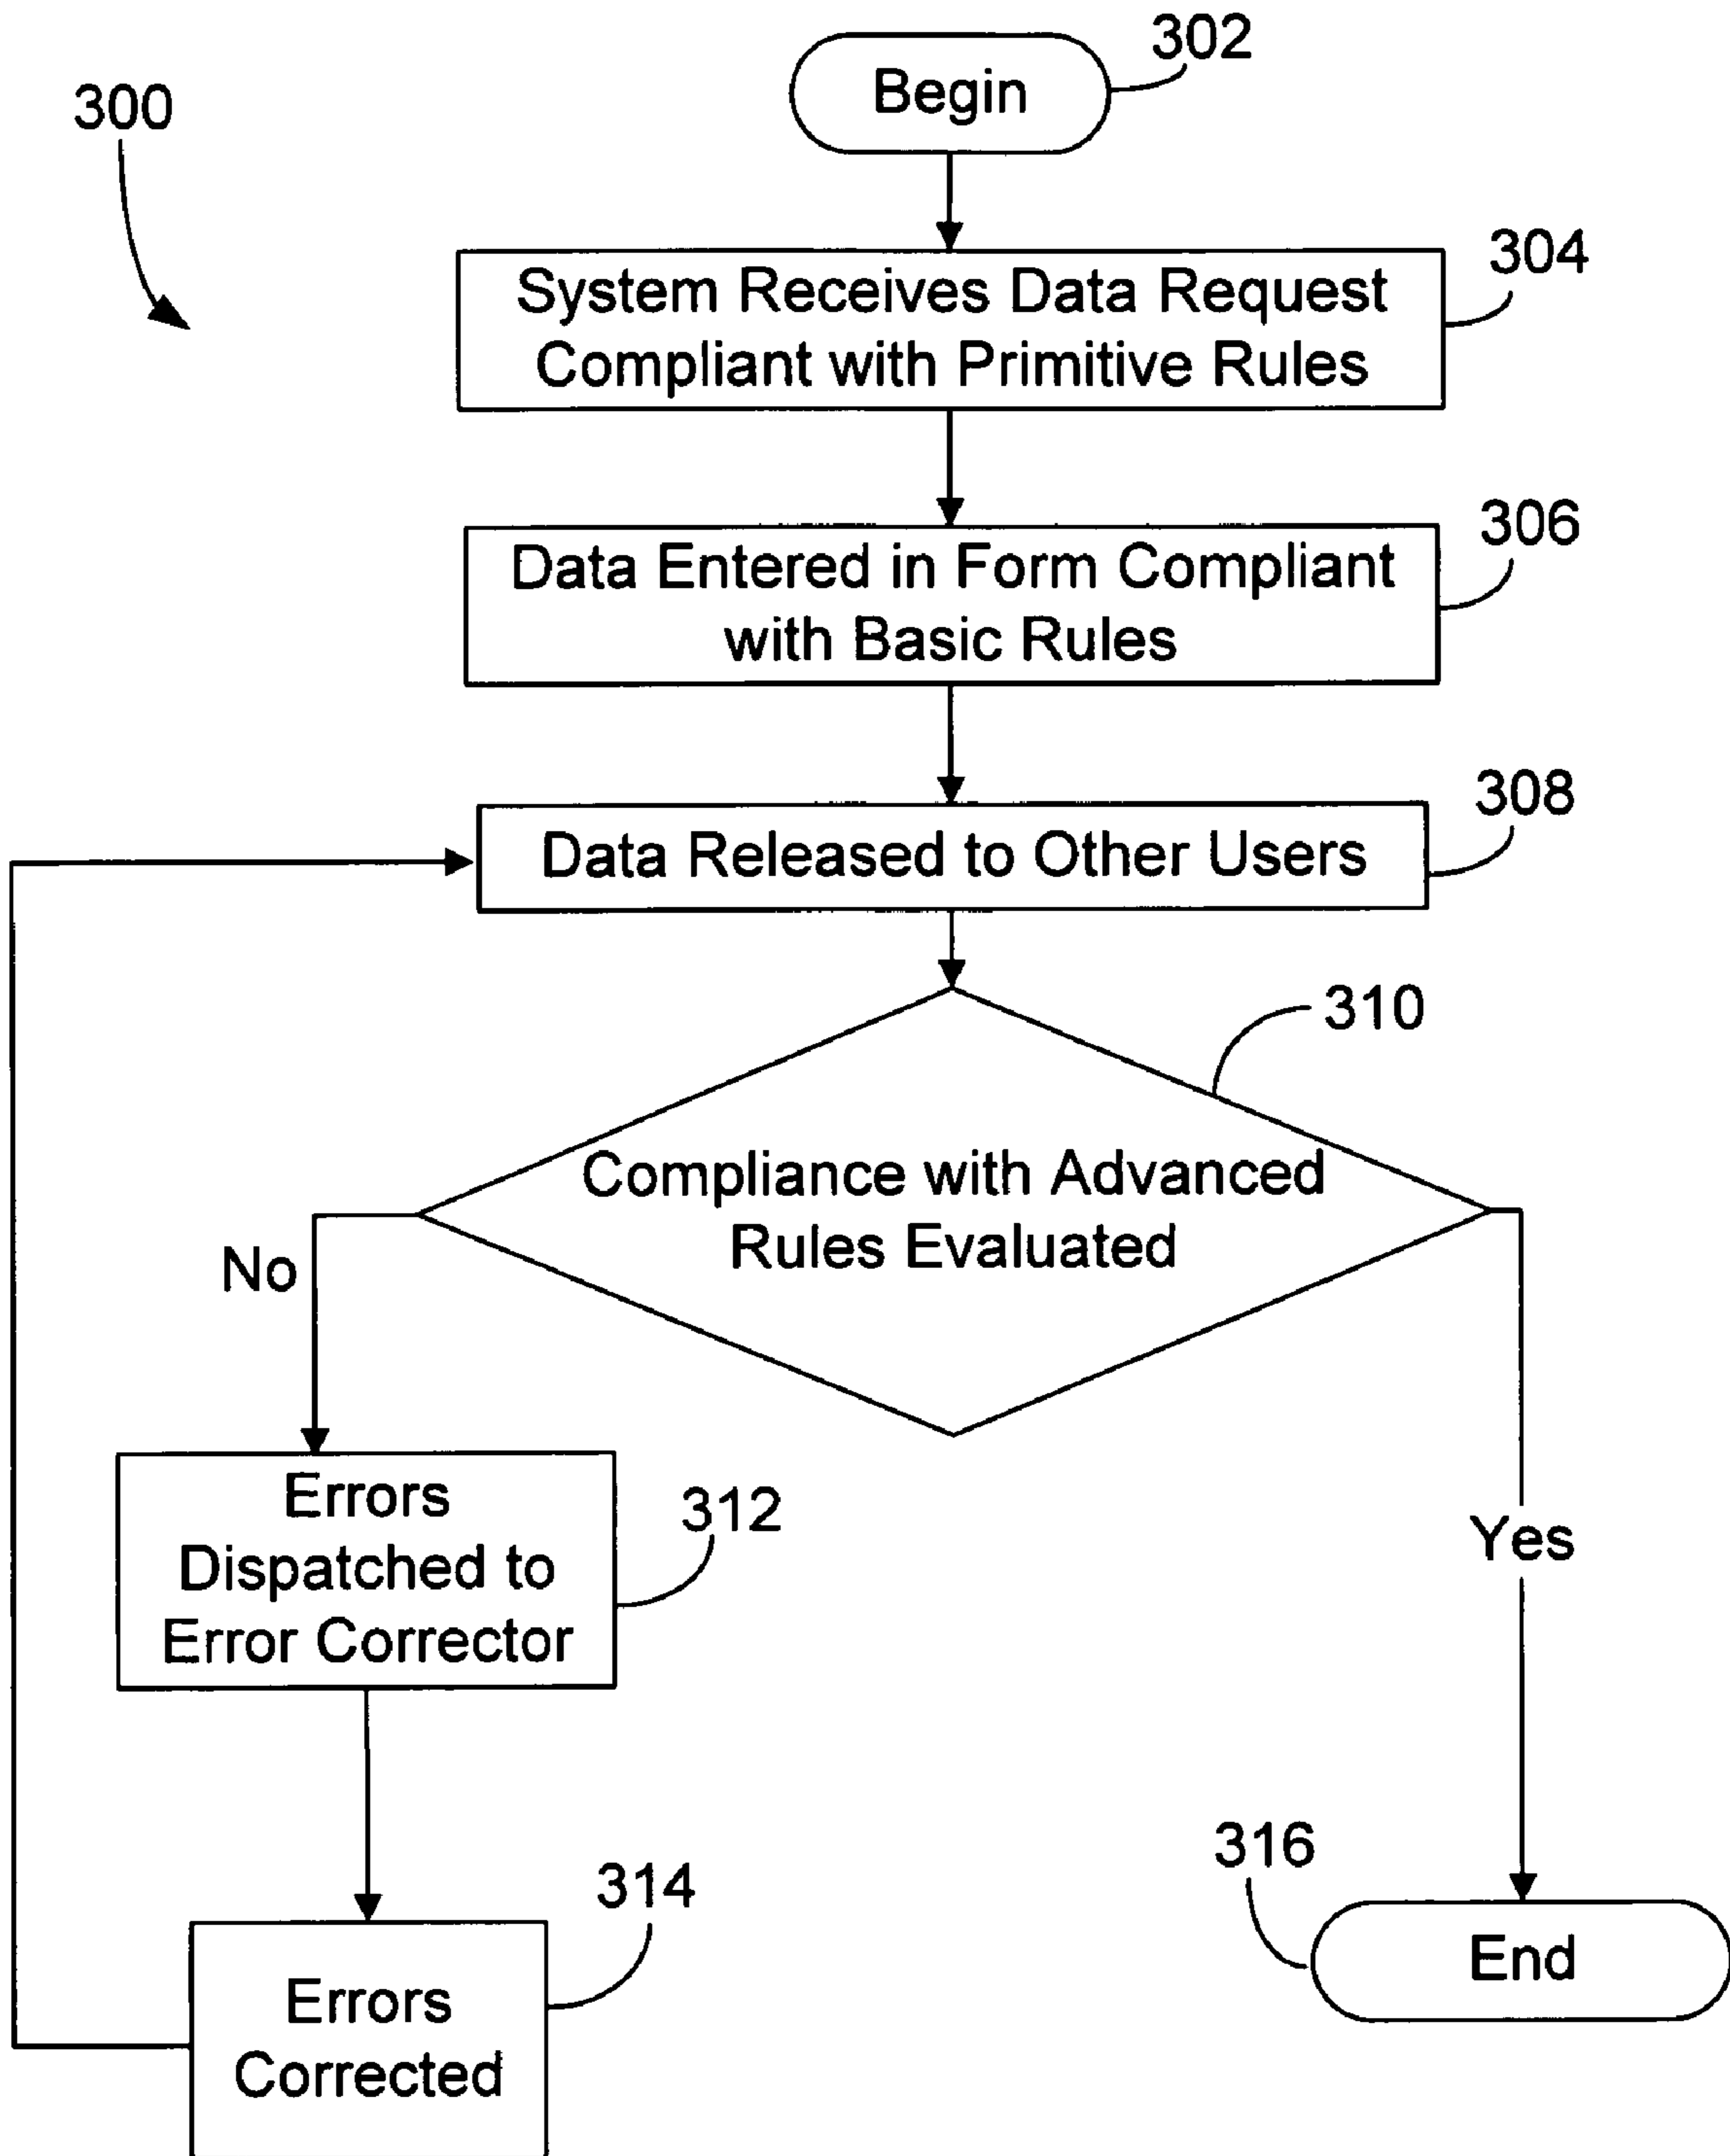 302
Begin
300
304
System Receives Data Request
Compliant with Primitive Rules
306
Data Entered in Form Compliant
with Basic Rules
308
Data Released to Other Users
310
Compliance with Advanced
Rules Evaluated
No
Errors
Dispatched to
Error Corrector
312
Yes
314
Errors
Corrected
316
End